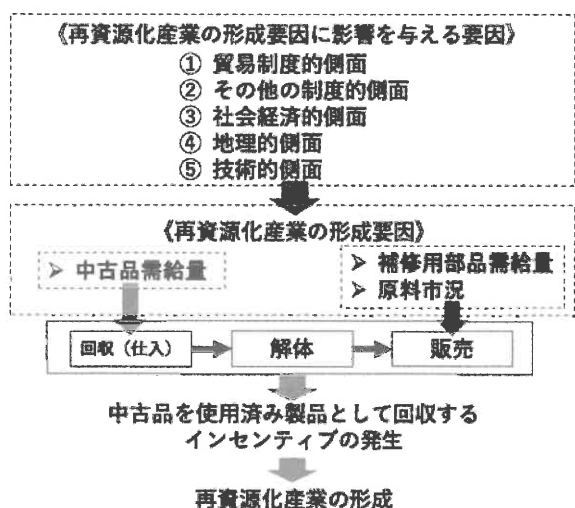 《再資源化産業の形成要因に影響を与える要因》
① 貿易制度的側面
② その他の制度的側面
③ 社会経済的側面
④ 地理的側面
⑤ 技術的側面
《再資源化産業の形成要因》
➢ 中古品需給量
➢ 補修用部品需給量
➢ 原料市況
回収（仕入）
解体
販売
中古品を使用済み製品として回収する
インセンティブの発生
再資源化産業の形成